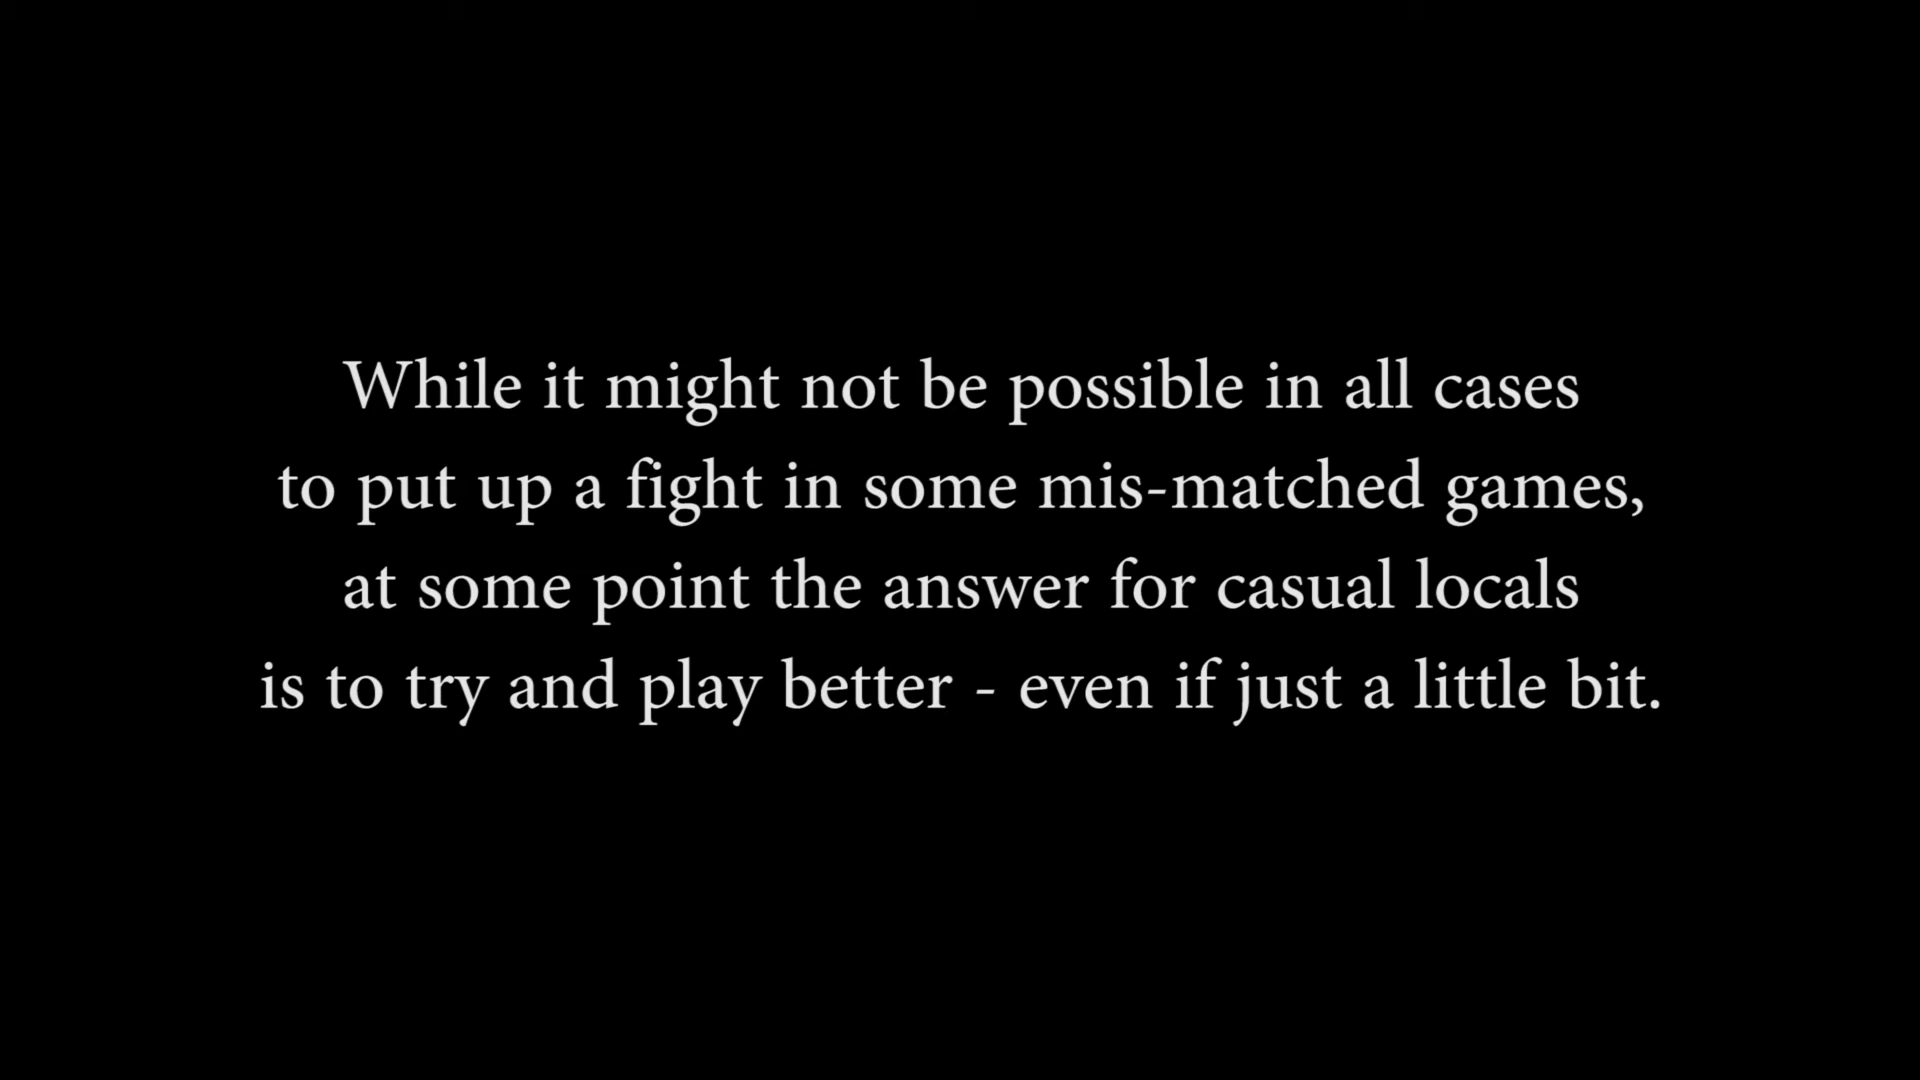 While it might not be possible in all cases
to put up a fight in some mis-matched games,
at some point the answer for casual locals
is to try and play better - even if just a little bit.